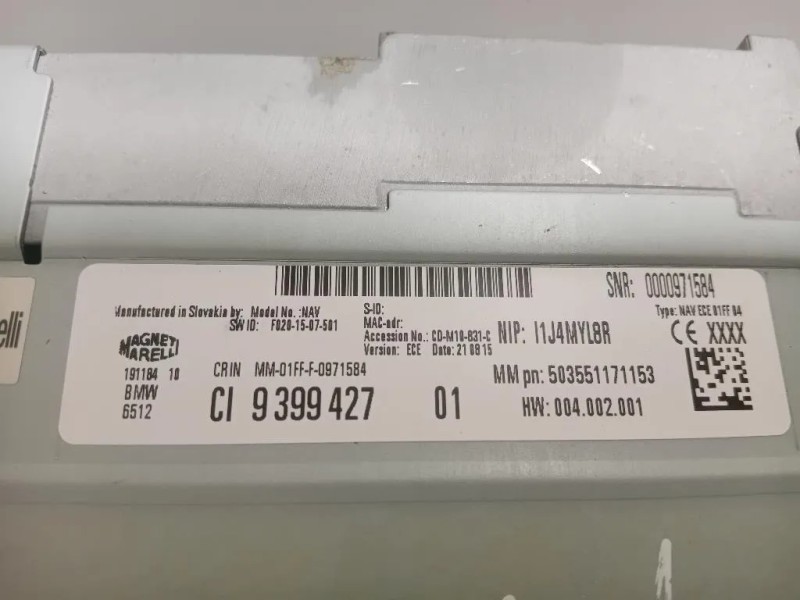 SNR: 0000971584
Manufactured in Slovakia by: Model No.: NAV
SW ID: F020-15-07-501
S-ID:
MAC-adr:
Accession No.: CD-M10-B31-C
Version: ECE Date: 21 08 15
NIP: I1J4MYL8R
Type: NAV ECE 01FF 04
CE XXXX
MAGNETI MARELLI
191184 10
BMW
6512
CRIN MM-01FF-F-0971584
CI 9 399 427 01
MM pn: 503551171153
HW: 004.002.001
elli